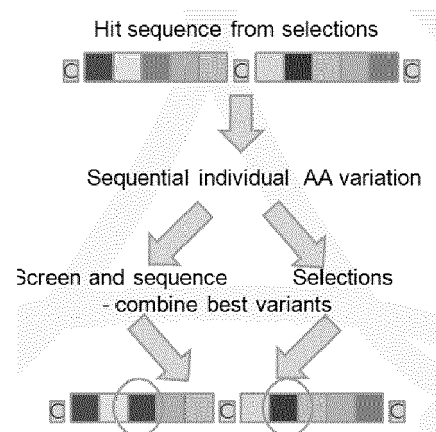 Hit sequence from selections
C C C
Sequential individual AA variation
Screen and sequence Selections
- combine best variants
C C C